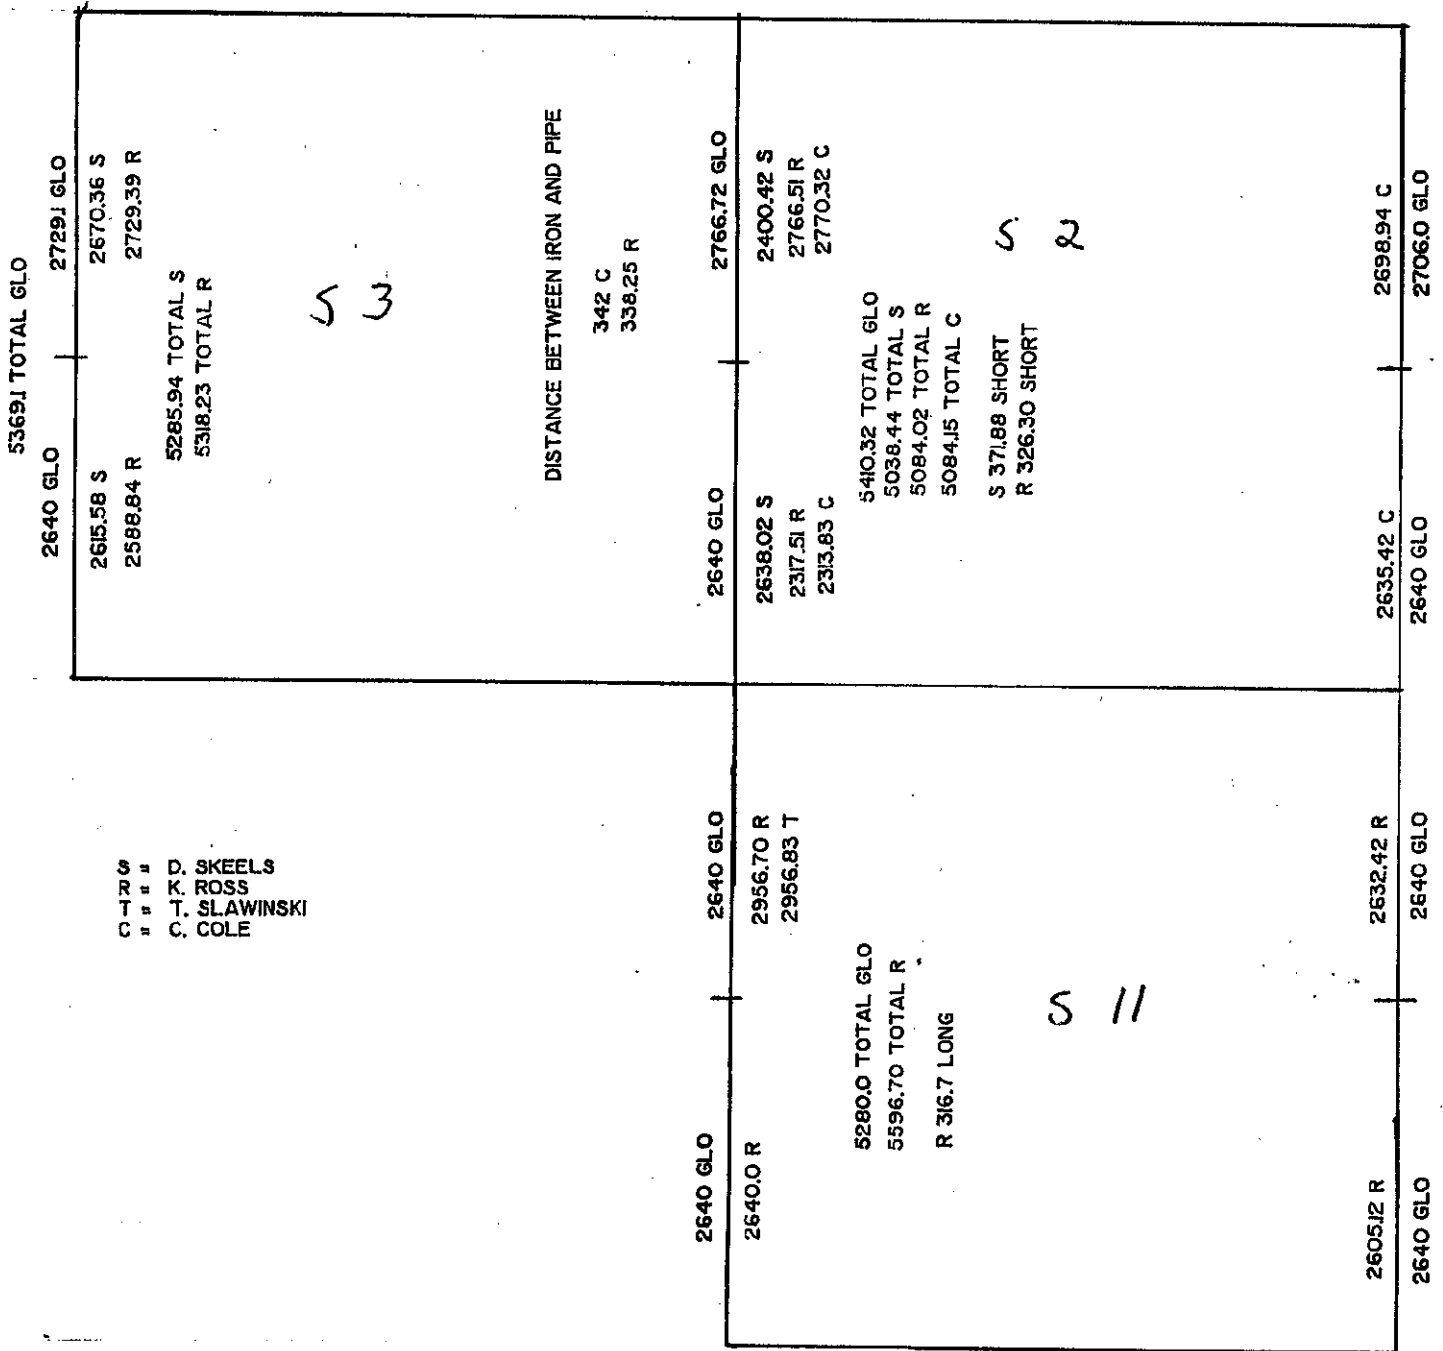 5369.1 TOTAL GLO
2640 GLO
2729.1 GLO
2615.58 S
2670.36 S
2588.84 R
2729.39 R
5285.94 TOTAL S
5318.23 TOTAL R
S 3
DISTANCE BETWEEN IRON AND PIPE
342 C
338.25 R
2640 GLO
2766.72 GLO
2638.02 S
2400.42 S
2317.51 R
2766.51 R
2313.83 C
2770.32 C
5410.32 TOTAL GLO
5038.44 TOTAL S
5084.02 TOTAL R
5084.15 TOTAL C
S 371.88 SHORT
R 326.30 SHORT
S 2
2635.42 C
2698.94 C
2640 GLO
2706.0 GLO
S = D. SKEELS
R = K. ROSS
T = T. SLAWINSKI
C = C. COLE
2640 GLO
2640 GLO
2640.0 R
2956.70 R
2956.83 T
5280.0 TOTAL GLO
5596.70 TOTAL R
R 316.7 LONG
S 11
2605.12 R
2632.42 R
2640 GLO
2640 GLO